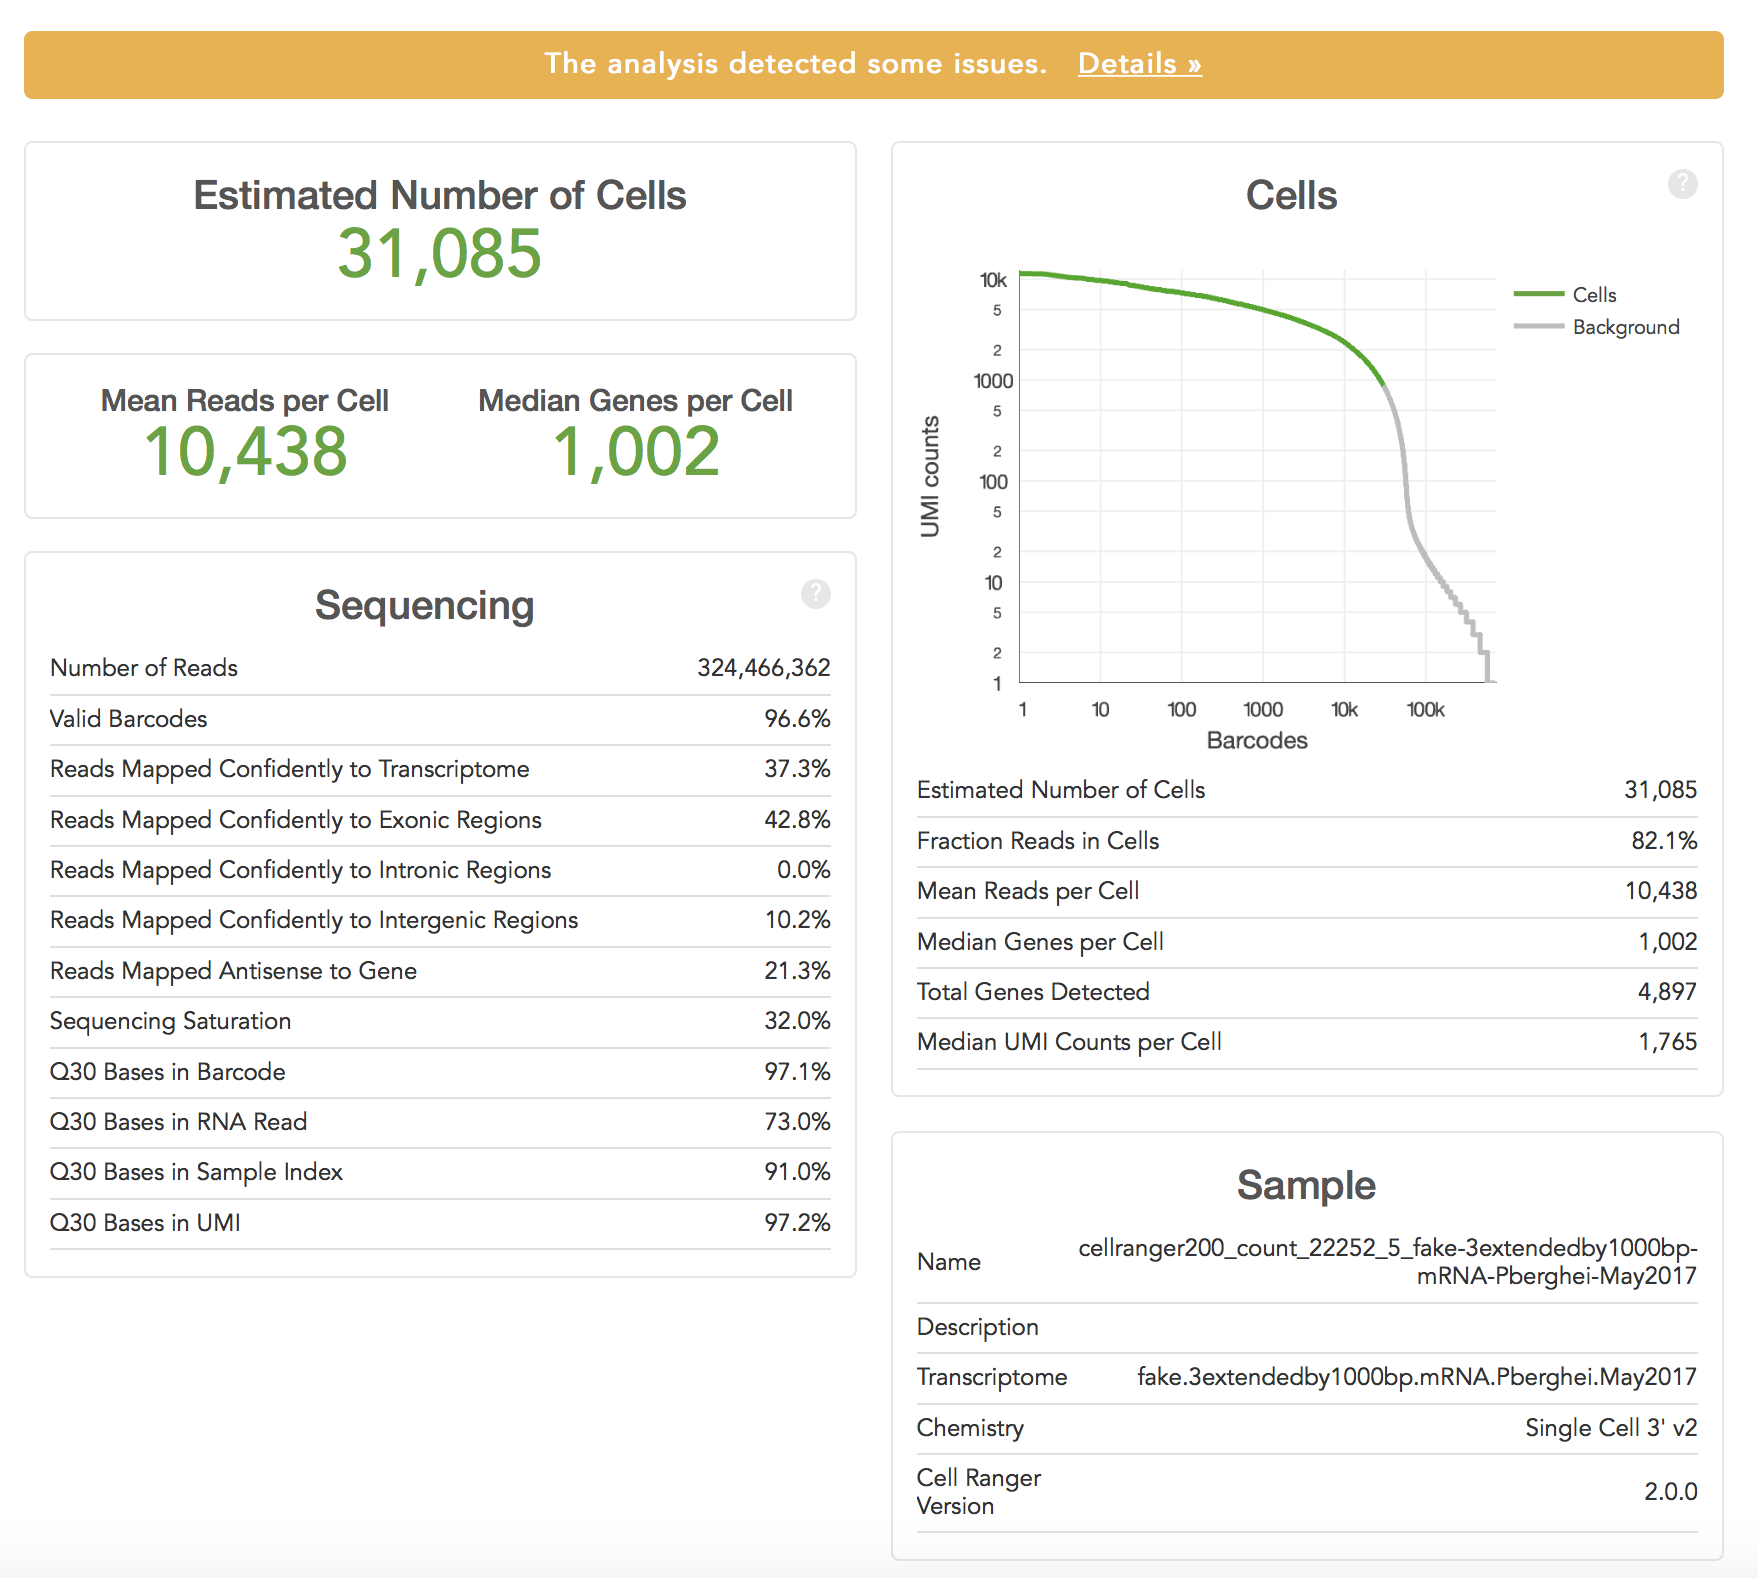 The analysis detected some issues. Details »
Estimated Number of Cells
31,085
Mean Reads per Cell
10,438
Median Genes per Cell
1,002
Sequencing
?
Number of Reads 324,466,362
Valid Barcodes 96.6%
Reads Mapped Confidently to Transcriptome 37.3%
Reads Mapped Confidently to Exonic Regions 42.8%
Reads Mapped Confidently to Intronic Regions 0.0%
Reads Mapped Confidently to Intergenic Regions 10.2%
Reads Mapped Antisense to Gene 21.3%
Sequencing Saturation 32.0%
Q30 Bases in Barcode 97.1%
Q30 Bases in RNA Read 73.0%
Q30 Bases in Sample Index 91.0%
Q30 Bases in UMI 97.2%
Cells
?
10k
5
2
1000
5
2
100
5
2
10
5
2
1
UMI counts
1 10 100 1000 10k 100k
Barcodes
Cells
Background
Estimated Number of Cells 31,085
Fraction Reads in Cells 82.1%
Mean Reads per Cell 10,438
Median Genes per Cell 1,002
Total Genes Detected 4,897
Median UMI Counts per Cell 1,765
Sample
Name cellranger200_count_22252_5_fake-3extendedby1000bp-
mRNA-Pberghei-May2017
Description
Transcriptome fake.3extendedby1000bp.mRNA.Pberghei.May2017
Chemistry Single Cell 3' v2
Cell Ranger
Version 2.0.0